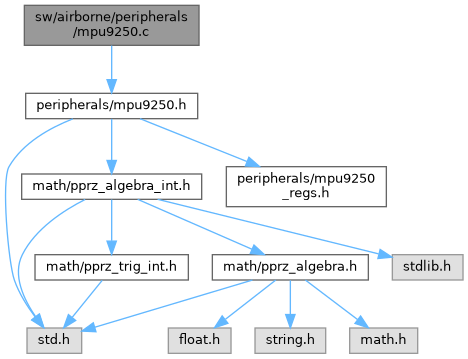 sw/airborne/peripherals
/mpu9250.c
peripherals/mpu9250.h
math/pprz_algebra_int.h
peripherals/mpu9250
_regs.h
math/pprz_trig_int.h
math/pprz_algebra.h
stdlib.h
std.h
float.h
string.h
math.h